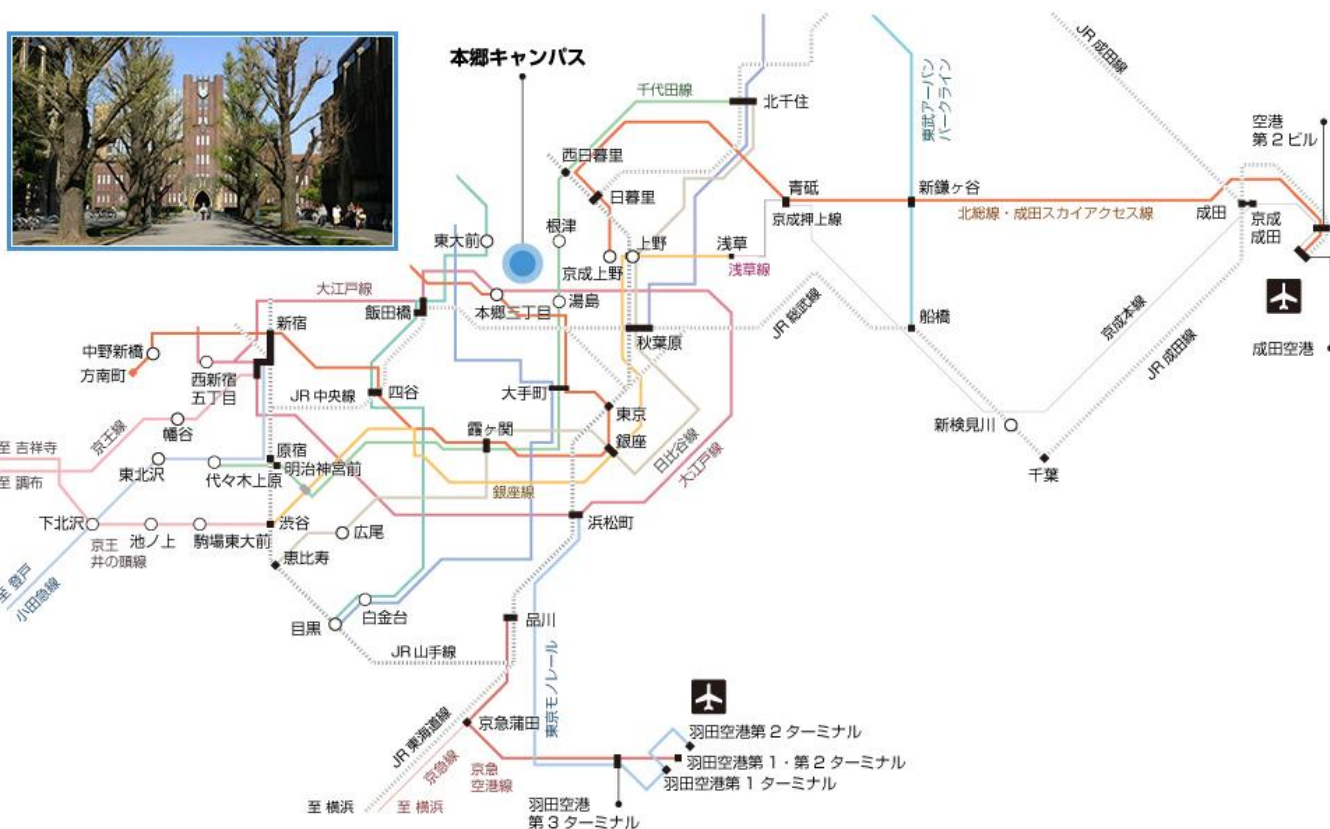 本郷キャンパス
JR 成田線
千代田線
北千住
東武アーバン
パークライン
空港
第 2 ビル
西日暮里
日暮里
青砥
新鎌ヶ谷
京成押上線
北総線・成田スカイアクセス線
成田
京成
成田
根津
東大前
上野
浅草
京成上野
浅草線
大江戸線
飯田橋
本郷三丁目
湯島
新宿
秋葉原
JR 総武線
船橋
京成本線
JR 成田線
成田空港
中野新橋
方南町
西新宿
五丁目
JR 中央線
四谷
大手町
東京
銀座
霞ヶ関
日比谷線
大江戸線
新検見川
千葉
幡谷
京王線
至 吉祥寺
至 調布
東北沢
代々木上原
原宿
明治神宮前
銀座線
下北沢
池ノ上
駒場東大前
渋谷
広尾
浜松町
京王
井の頭線
恵比寿
至 登戸
小田急線
目黒
白金台
品川
JR 山手線
東京モノレール
京急蒲田
JR 東海道線
京急線
京急
空港線
至 横浜
至 横浜
羽田空港第 2 ターミナル
羽田空港第 1・第 2 ターミナル
羽田空港第 1 ターミナル
羽田空港
第 3 ターミナル